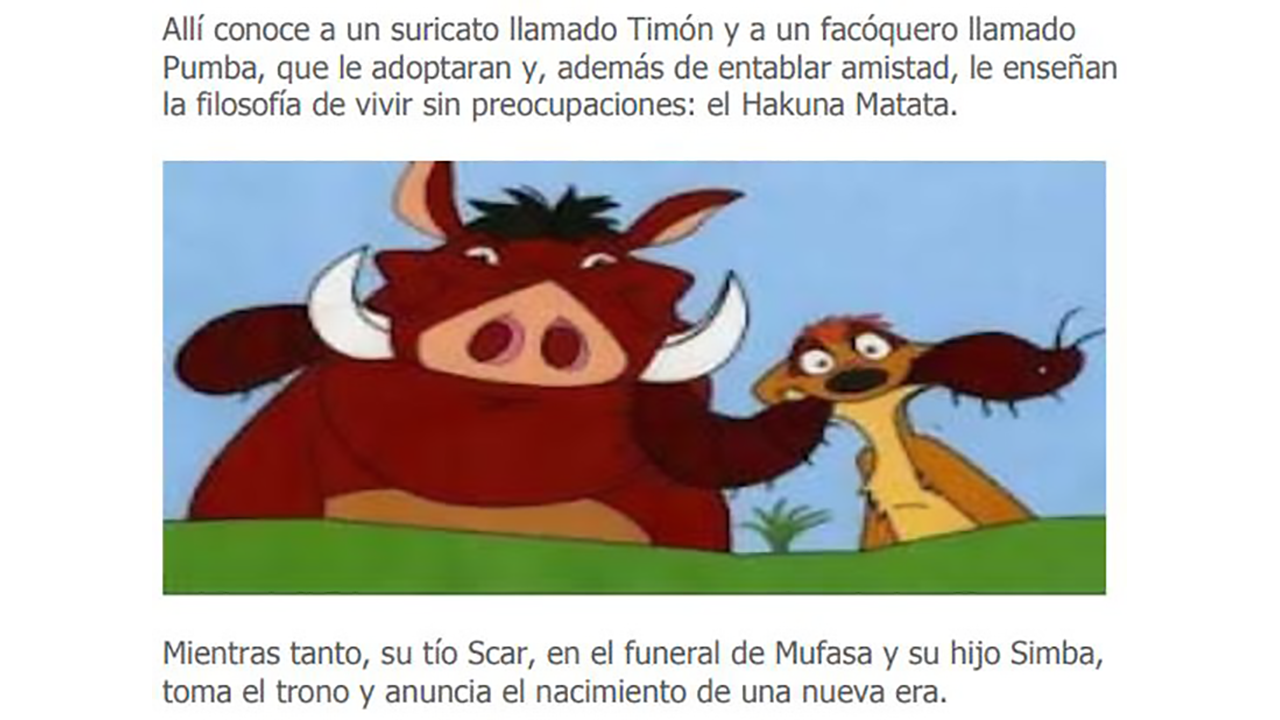 Allí conoce a un suricato llamado Timón y a un facóquero llamado
Pumba, que le adoptaran y, además de entablar amistad, le enseñan
la filosofía de vivir sin preocupaciones: el Hakuna Matata.
Mientras tanto, su tío Scar, en el funeral de Mufasa y su hijo Simba,
toma el trono y anuncia el nacimiento de una nueva era.